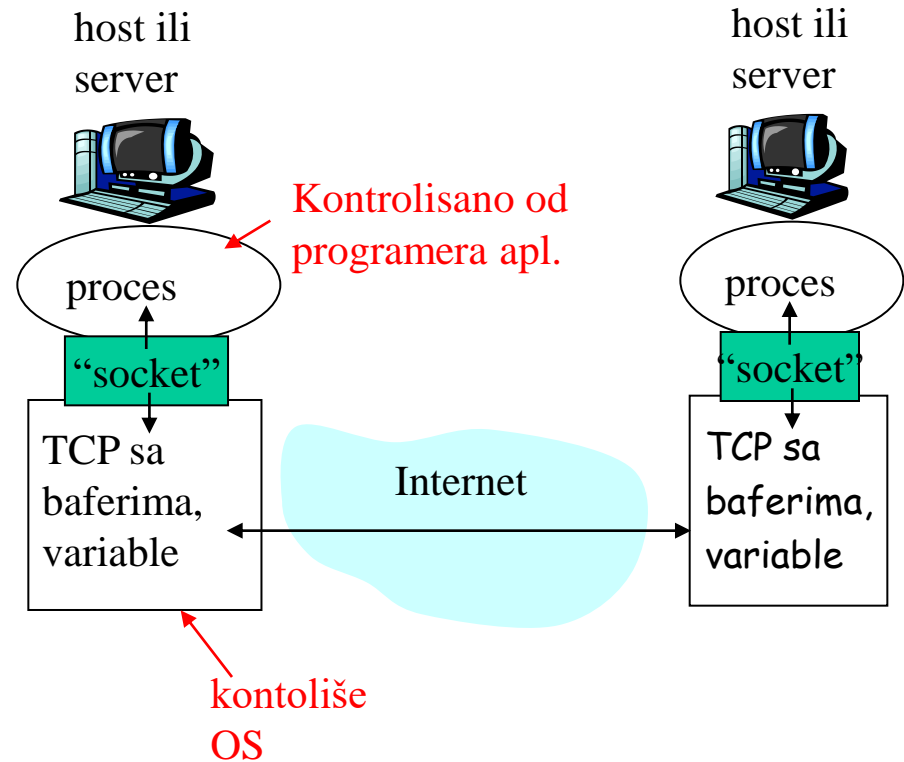 host ili
server
host ili
server
Kontrolisano od
programera apl.
proces
proces
“socket”
“socket”
TCP sa
baferima,
variable
Internet
TCP sa
baferima,
variable
kontoliše
OS